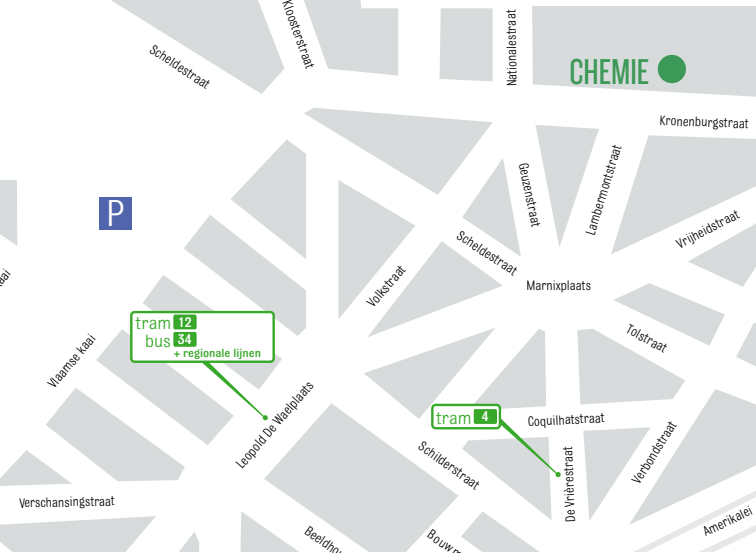 Kloosterstraat
Nationalestraat
Scheldestraat
CHEMIE
Kronenburgstraat
P
Geuzenstraat
Lambermontstraat
Vrijheidstraat
Scheldestraat
Volkstraat
Marnixplaats
tram 12
bus 34
+ regionale lijnen
Vlaamse kaai
Tolstraat
Leopold De Waelplaats
tram 4
Coquilhatstraat
Schilderstraat
De Vrièrestraat
Verbondstraat
Verschansingstraat
Amerikalei